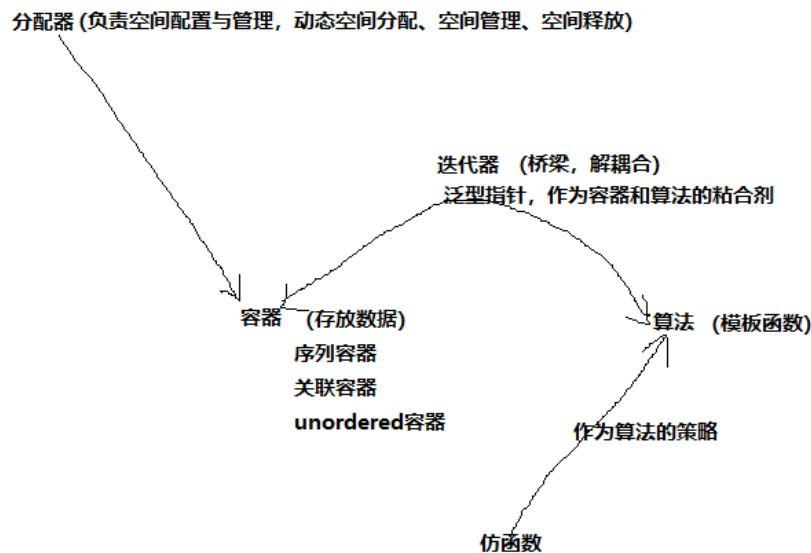 分配器 (负责空间配置与管理，动态空间分配、空间管理、空间释放)
迭代器 (桥梁，解耦合)
泛型指针，作为容器和算法的粘合剂
容器 (存放数据)
算法 (模板函数)
序列容器
关联容器
unordered容器
作为算法的策略
仿函数